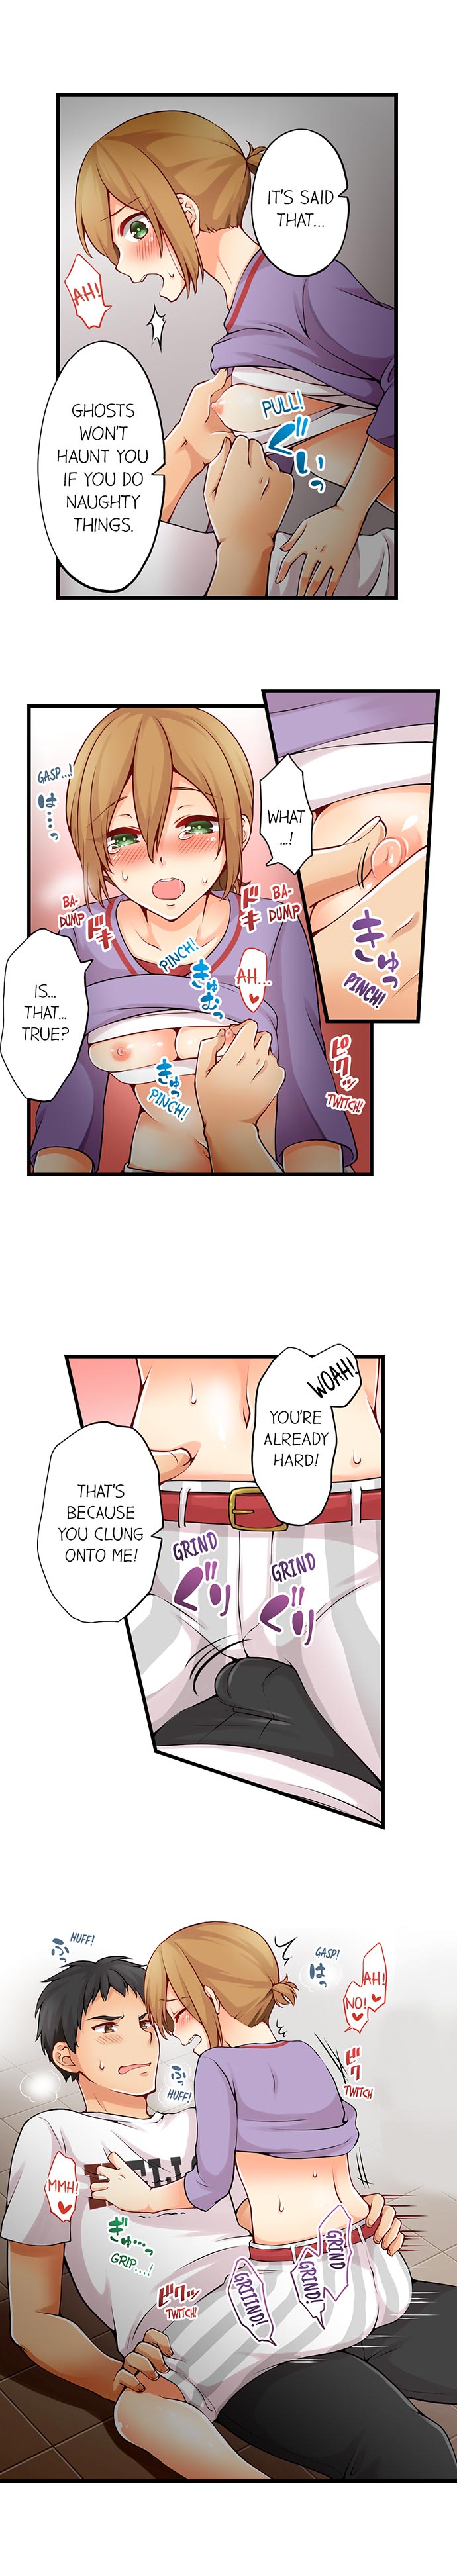 IT'S SAID
THAT...
AH!
GHOSTS
WON'T
HAUNT YOU
IF YOU DO
NAUGHTY
THINGS.
PULL!
ぐいっ
WHAT
...!
きゅっ
PINCH!
GASP...!
は…っ
BA-
DUMP
ドキ
BA-
DUMP
ドキ
PINCH!
きゅむっ
AH...
IS...
THAT...
TRUE?
きゅっ
PINCH!
ビクッ
TWITCH!
WOAH!
YOU'RE
ALREADY
HARD!
THAT'S
BECAUSE
YOU CLUNG
ONTO ME!
GRIND
ぐり
GRIND
ぐり
HUFF!
ふっ
GASP!
はっ
AH!
NO!
ビク
TWITCH
ふっ
HUFF!
MMH!
ぎゅ…っ
GRIP...!
ビクッ
TWITCH!
GRIND
GRIND!
GRITIND!